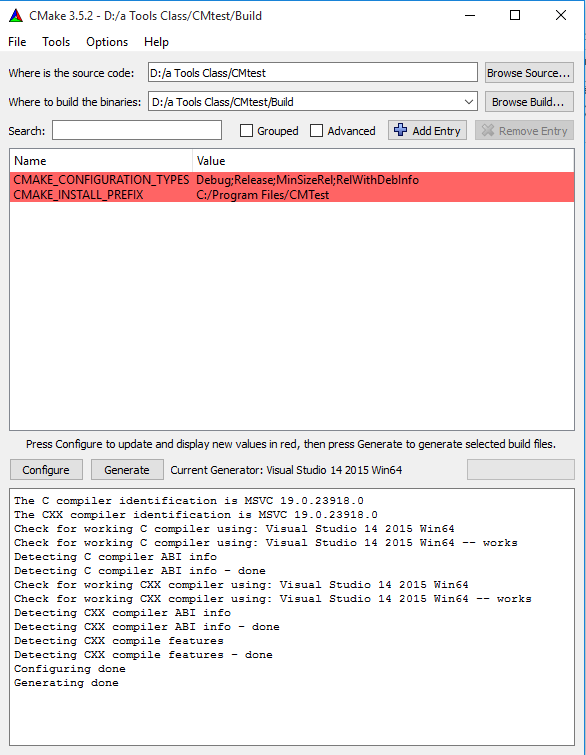 CMake 3.5.2 - D:/a Tools Class/CMtest/Build
File Tools Options Help
Where is the source code: D:/a Tools Class/CMtest Browse Source...
Where to build the binaries: D:/a Tools Class/CMtest/Build Browse Build...
Search: Grouped Advanced Add Entry Remove Entry
Name Value
CMAKE_CONFIGURATION_TYPES Debug;Release;MinSizeRel;RelWithDebInfo
CMAKE_INSTALL_PREFIX C:/Program Files/CMTest
Press Configure to update and display new values in red, then press Generate to generate selected build files.
Configure Generate Current Generator: Visual Studio 14 2015 Win64
The C compiler identification is MSVC 19.0.23918.0
The CXX compiler identification is MSVC 19.0.23918.0
Check for working C compiler using: Visual Studio 14 2015 Win64
Check for working C compiler using: Visual Studio 14 2015 Win64 -- works
Detecting C compiler ABI info
Detecting C compiler ABI info - done
Check for working CXX compiler using: Visual Studio 14 2015 Win64
Check for working CXX compiler using: Visual Studio 14 2015 Win64 -- works
Detecting CXX compiler ABI info
Detecting CXX compiler ABI info - done
Detecting CXX compile features
Detecting CXX compile features - done
Configuring done
Generating done